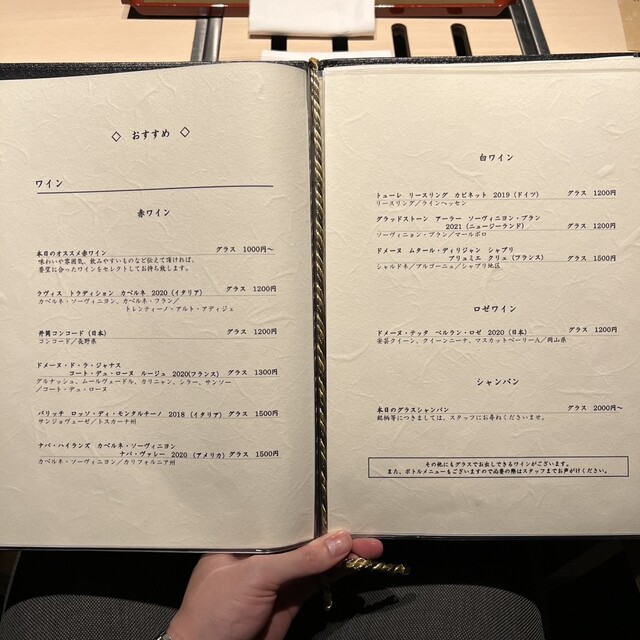 ◇ おすすめ ◇
ワイン
赤ワイン
本日のオススメ赤ワイン グラス 1000円～
味わいや雰囲気、飲みやすいものなど伝えて頂ければ、
要望に合ったワインをセレクトしてお持ち致します。
ラヴィス トラディション カベルネ 2020 (イタリア) グラス 1200円
カベルネ・ソーヴィニヨン、カベルネ・フラン／
トレンティーノ・アルト・アディジェ
井筒コンコード (日本) グラス 1200円
コンコード／長野県
ドメーヌ・ド・ラ・ジャナス
コート・デュ・ローヌ ルージュ 2020(フランス) グラス 1300円
グルナッシュ、ムールヴェードル、カリニャン、シラー、サンソー
／コート・デュ・ローヌ
バリッチ ロッソ・ディ・モンタルチーノ 2018 (イタリア) グラス 1500円
サンジョヴェーゼ／トスカーナ州
ナパ・ハイランズ カベルネ・ソーヴィニヨン
ナパ・ヴァレー 2020 (アメリカ) グラス 1500円
カベルネ・ソーヴィニヨン／カリフォルニア州
白ワイン
トゥーレ リースリング カビネット 2019 (ドイツ) グラス 1200円
リースリング／ラインヘッセン
グラッドストーン アーラー ソーヴィニヨン・ブラン
2021 (ニュージーランド) グラス 1200円
ソーヴィニョン・ブラン／マールボロ
ドメーヌ ムタール・ディリジャン シャブリ
プリュミエ クリュ (フランス) グラス 1500円
シャルドネ／ブルゴーニュ／シャブリ地区
ロゼワイン
ドメーヌ・テッタ ペルラン・ロゼ 2020 (日本) グラス 1200円
安芸クイーン、クイーンニーナ、マスカットベーリーA／岡山県
シャンパン
本日のグラスシャンパン グラス 2000円～
銘柄等につきましては、スタッフにお尋ねくださいませ。
その他にもグラスでお出しできるワインがございます。
また、ボトルメニューもございますので必要の際はスタッフまでお声がけください。